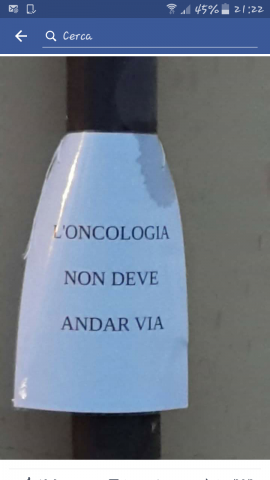 45% 21:22
Cerca
L'ONCOLOGIA
NON DEVE
ANDAR VIA